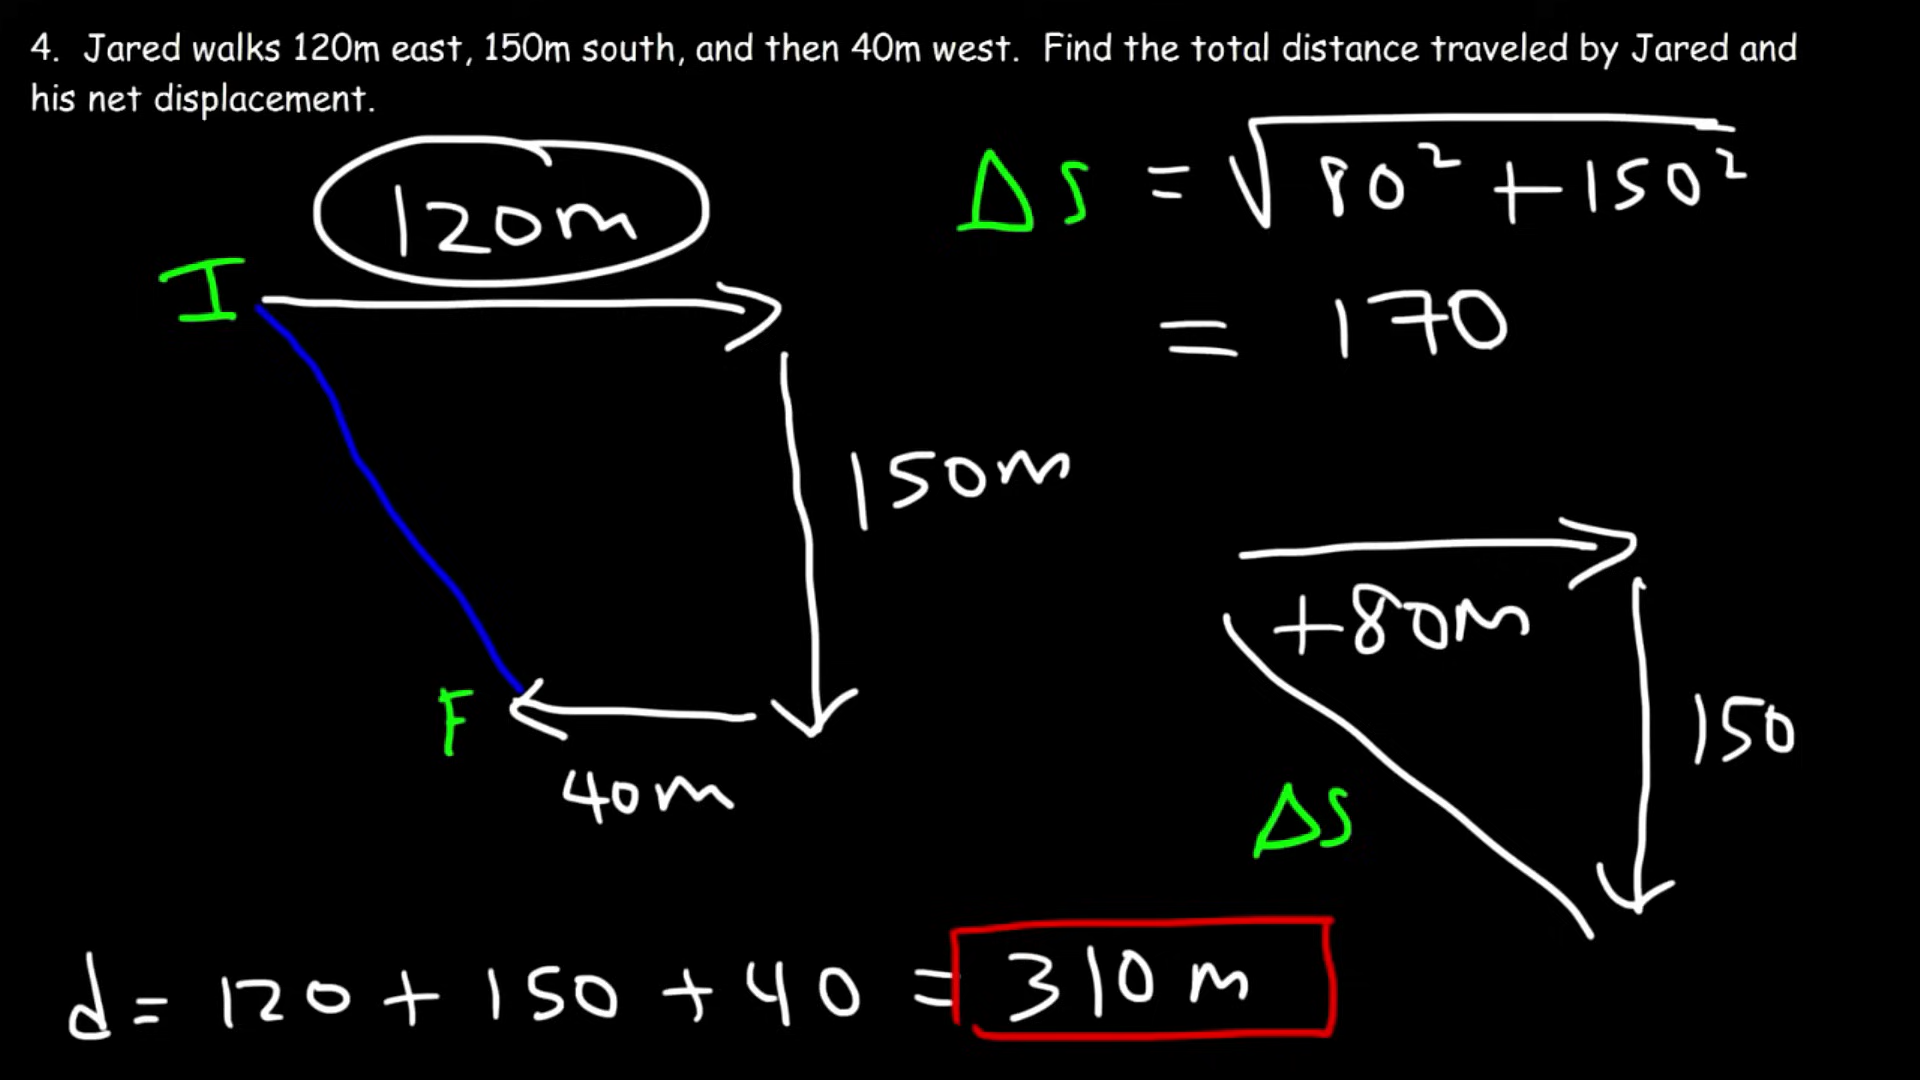 4. Jared walks 120m east, 150m south, and then 40m west. Find the total distance traveled by Jared and
his net displacement.
120m
ΔS = √80² + 150²
I
= 170
150m
+80m
F
40m
150
ΔS
d = 120 + 150 + 40 = 310 m